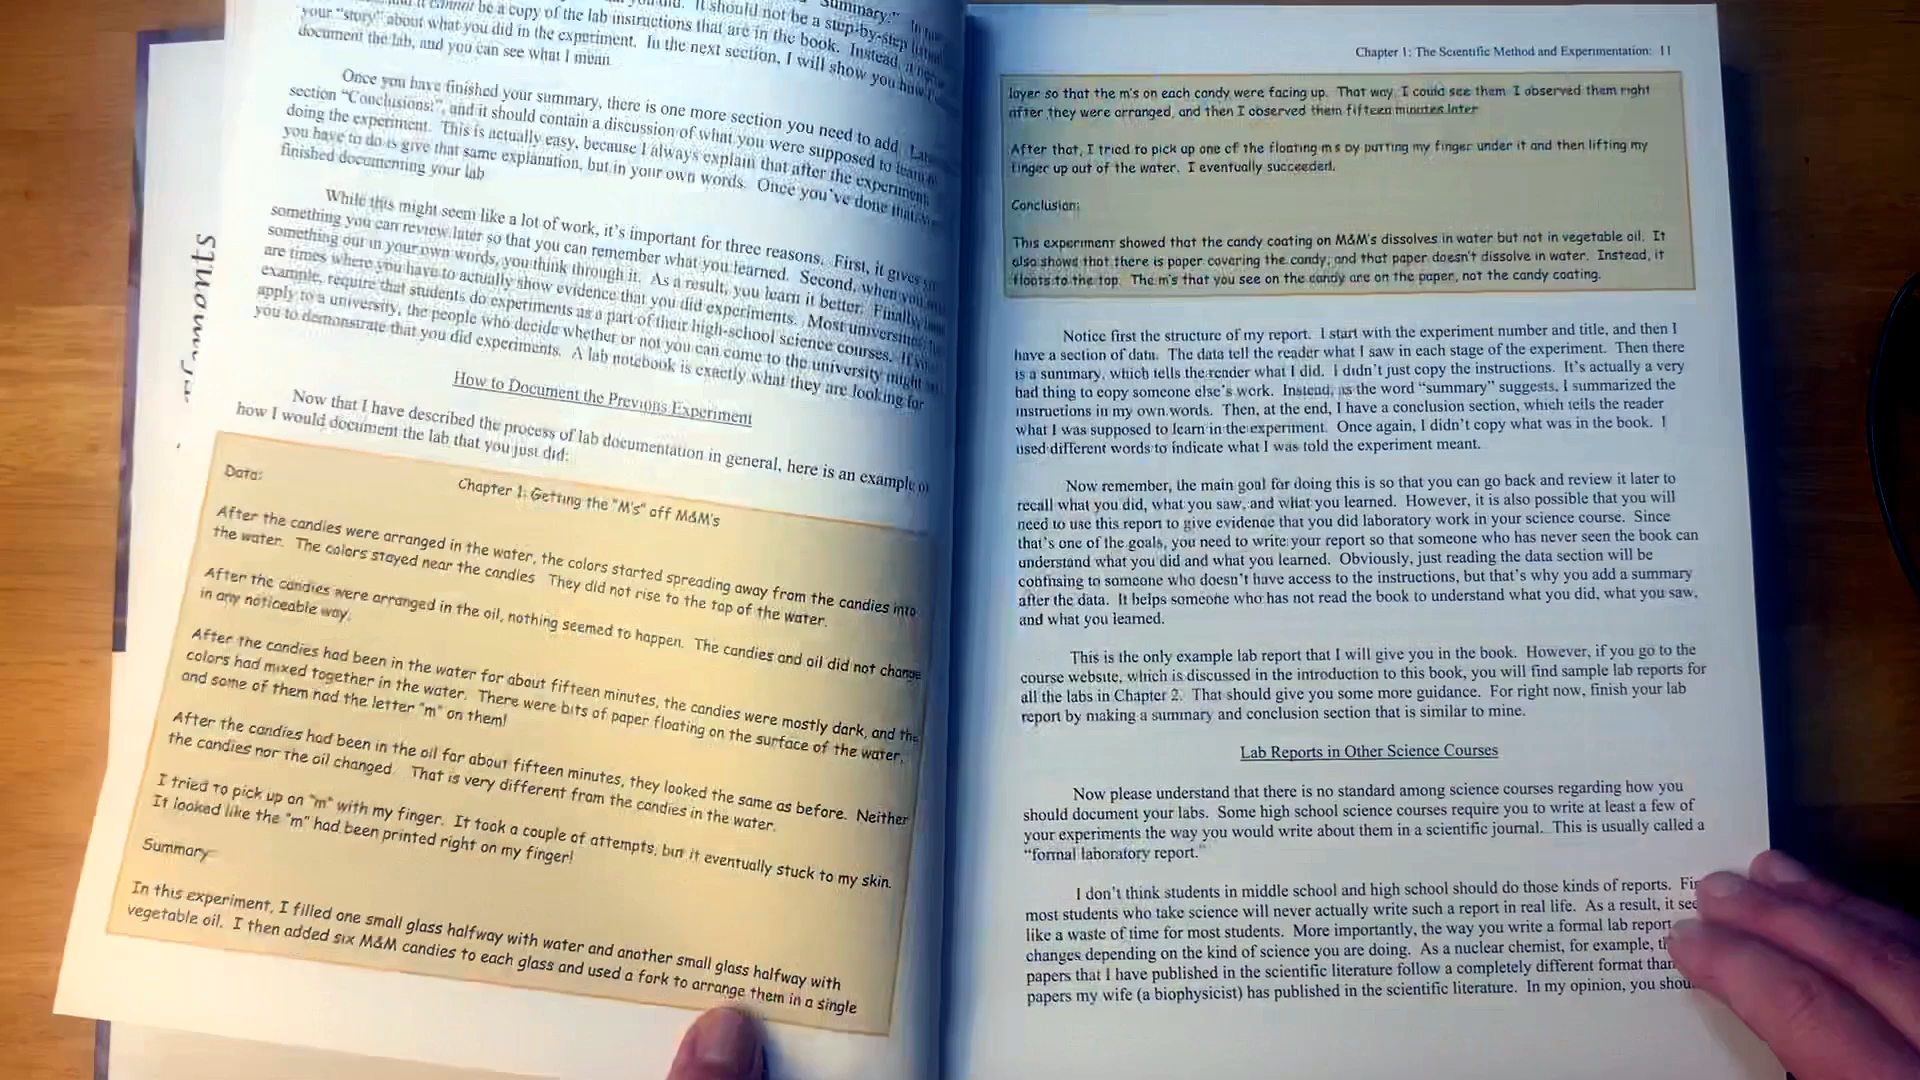 it cannot be a copy of the lab instructions that are in the book. Instead,
It should not be a step-by-step
Summary:"
your "story" about what you did in the experiment. In the next section, I will show you how
document the lab, and you can see what I mean
Once you have finished your summary, there is one more section you need to add
section "Conclusions:", and it should contain a discussion of what you were supposed to learn
doing the experiment. This is actually easy, because I always explain that after the experiment
you have to do is give that same explanation, but in your own words. Once you've done that
finished documenting your lab
While this might seem like a lot of work, it's important for three reasons. First, it gives
something you can review later so that you can remember what you learned. Second, when you
something out in your own words, you think through it. As a result, you learn it better. Finally,
are times where you have to actually show evidence that you did experiments. Most universities
example, require that students do experiments as a part of their high-school science courses. If
apply to a university, the people who decide whether or not you can come to the university might
you to demonstrate that you did experiments. A lab notebook is exactly what they are looking for
How to Document the Previous Experiment
Now that I have described the process of lab documentation in general, here is an example of
how I would document the lab that you just did:
Chapter 1: Getting the "M's" off M&M's
Data:
After the candies were arranged in the water, the colors started spreading away from the candies into
the water. The colors stayed near the candies They did not rise to the top of the water.
After the candies were arranged in the oil, nothing seemed to happen. The candies and oil did not change
in any noticeable way.
After the candies had been in the water for about fifteen minutes, the candies were mostly dark, and the
colors had mixed together in the water. There were bits of paper floating on the surface of the water,
and some of them had the letter "m" on them!
After the candies had been in the oil for about fifteen minutes, they looked the same as before. Neither
the candies nor the oil changed. That is very different from the candies in the water.
I tried to pick up an "m" with my finger. It took a couple of attempts, but it eventually stuck to my skin.
It looked like the "m" had been printed right on my finger!
Summary
In this experiment, I filled one small glass halfway with water and another small glass halfway with
vegetable oil. I then added six M&M candies to each glass and used a fork to arrange them in a single
Chapter 1: The Scientific Method and Experimentation: 11
layer so that the m's on each candy were facing up. That way, I could see them I observed them right
after they were arranged, and then I observed them fifteen minutes later
After that, I tried to pick up one of the floating m s by putting my finger under it and then lifting my
finger up out of the water. I eventually succeeded.
Conclusion:
This experiment showed that the candy coating on M&M's dissolves in water but not in vegetable oil. It
also shows that there is paper covering the candy, and that paper doesn't dissolve in water. Instead, it
floats to the top. The m's that you see on the candy are on the paper, not the candy coating.
Notice first the structure of my report. I start with the experiment number and title, and then I
have a section of data. The data tell the reader what I saw in each stage of the experiment. Then there
is a summary, which tells the reader what I did. I didn't just copy the instructions. It's actually a very
bad thing to copy someone else's work. Instead, as the word "summary" suggests, I summarized the
instructions in my own words. Then, at the end, I have a conclusion section, which tells the reader
what I was supposed to learn in the experiment. Once again, I didn't copy what was in the book. I
used different words to indicate what I was told the experiment meant.
Now remember, the main goal for doing this is so that you can go back and review it later to
recall what you did, what you saw, and what you learned. However, it is also possible that you will
need to use this report to give evidence that you did laboratory work in your science course. Since
that's one of the goals, you need to write your report so that someone who has never seen the book can
understand what you did and what you learned. Obviously, just reading the data section will be
confusing to someone who doesn't have access to the instructions, but that's why you add a summary
after the data. It helps someone who has not read the book to understand what you did, what you saw,
and what you learned.
This is the only example lab report that I will give you in the book. However, if you go to the
course website, which is discussed in the introduction to this book, you will find sample lab reports for
all the labs in Chapter 2. That should give you some more guidance. For right now, finish your lab
report by making a summary and conclusion section that is similar to mine.
Lab Reports in Other Science Courses
Now please understand that there is no standard among science courses regarding how you
should document your labs. Some high school science courses require you to write at least a few of
your experiments the way you would write about them in a scientific journal. This is usually called a
"formal laboratory report."
I don't think students in middle school and high school should do those kinds of reports.
most students who take science will never actually write such a report in real life. As a result, it
like a waste of time for most students. More importantly, the way you write a formal lab report
changes depending on the kind of science you are doing. As a nuclear chemist, for example,
papers that I have published in the scientific literature follow a completely different format than
papers my wife (a biophysicist) has published in the scientific literature. In my opinion, you